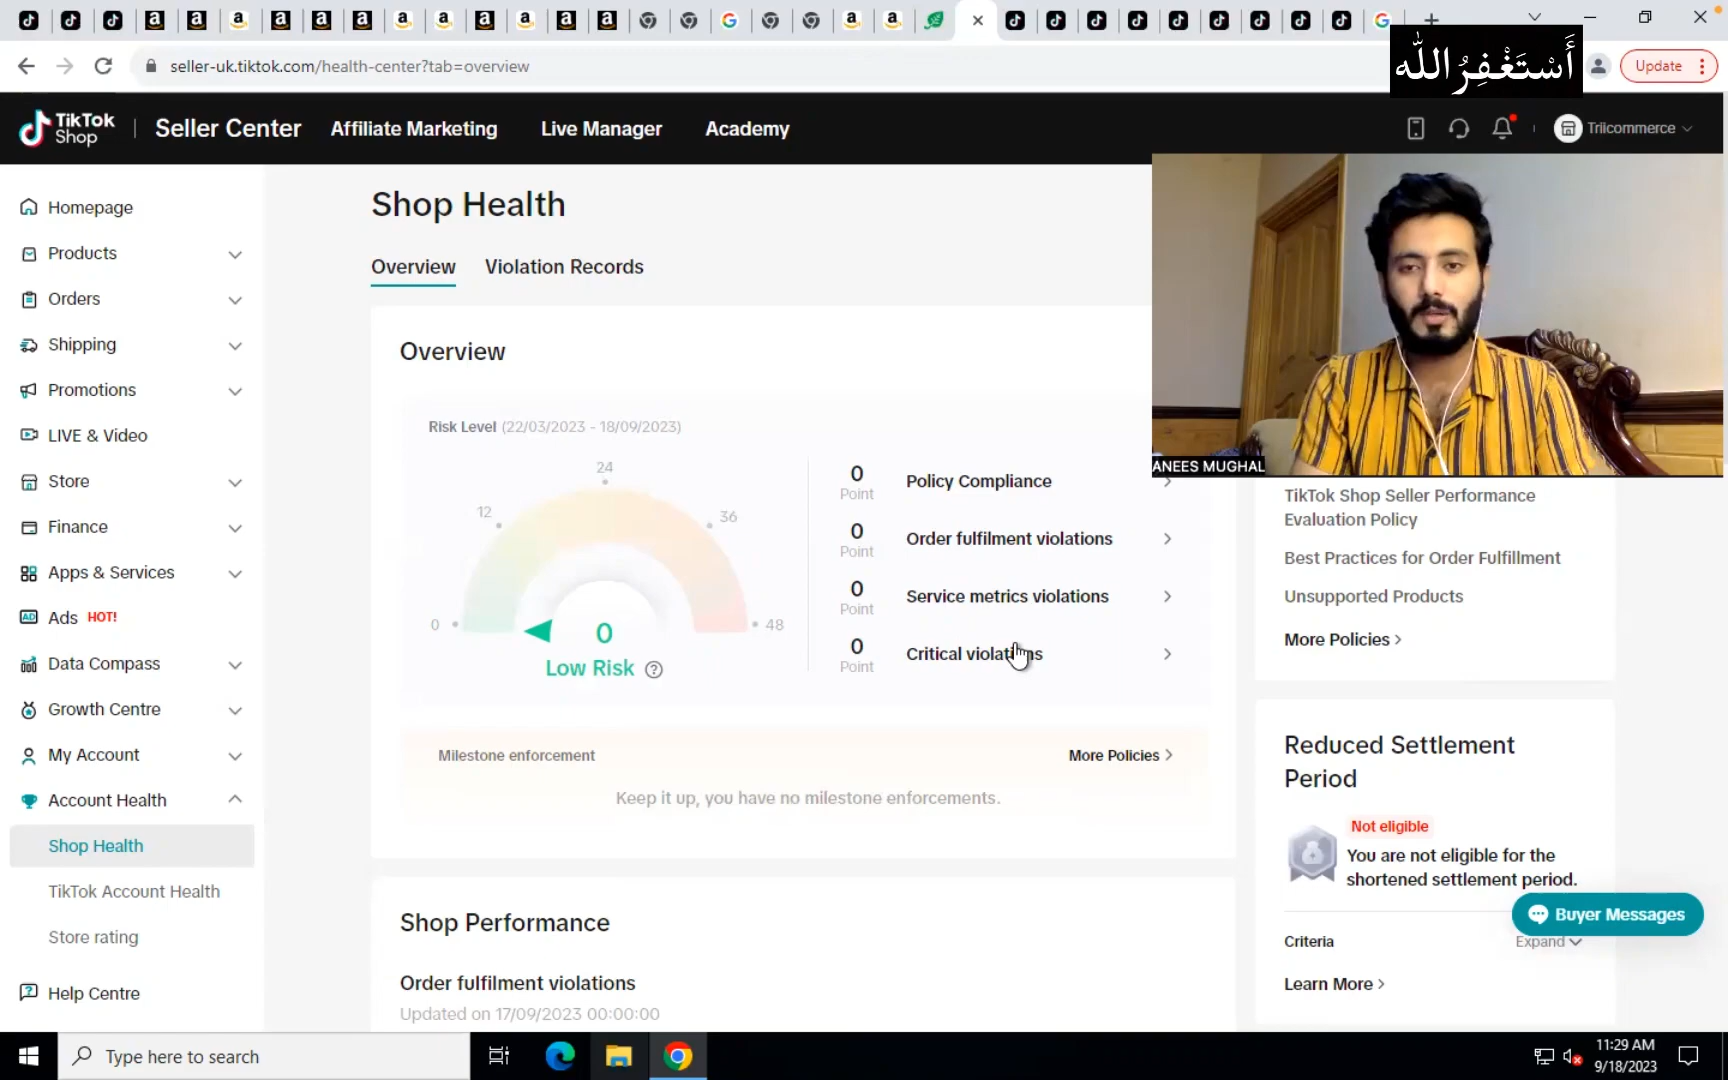 seller-uk.tiktok.com/health-center?tab=overview
أَسْتَغْفِرُ اللّٰه
Update
TikTok Shop
Seller Center
Affiliate Marketing
Live Manager
Academy
Triicommerce
Homepage
Products
Orders
Shipping
Promotions
LIVE & Video
Store
Finance
Apps & Services
Ads HOT!
Data Compass
Growth Centre
My Account
Account Health
Shop Health
TikTok Account Health
Store rating
Help Centre
Shop Health
Overview
Violation Records
Overview
Risk Level (22/03/2023 - 18/09/2023)
0
12
24
36
48
0
Low Risk
0 Point Policy Compliance
0 Point Order fulfilment violations
0 Point Service metrics violations
0 Point Critical violations
Milestone enforcement
More Policies
Keep it up, you have no milestone enforcements.
Shop Performance
Order fulfilment violations
Updated on 17/09/2023 00:00:00
ANEES MUGHAL
TikTok Shop Seller Performance
Evaluation Policy
Best Practices for Order Fulfillment
Unsupported Products
More Policies
Reduced Settlement
Period
Not eligible
You are not eligible for the
shortened settlement period.
Buyer Messages
Criteria
Expand
Learn More
Type here to search
11:29 AM
9/18/2023